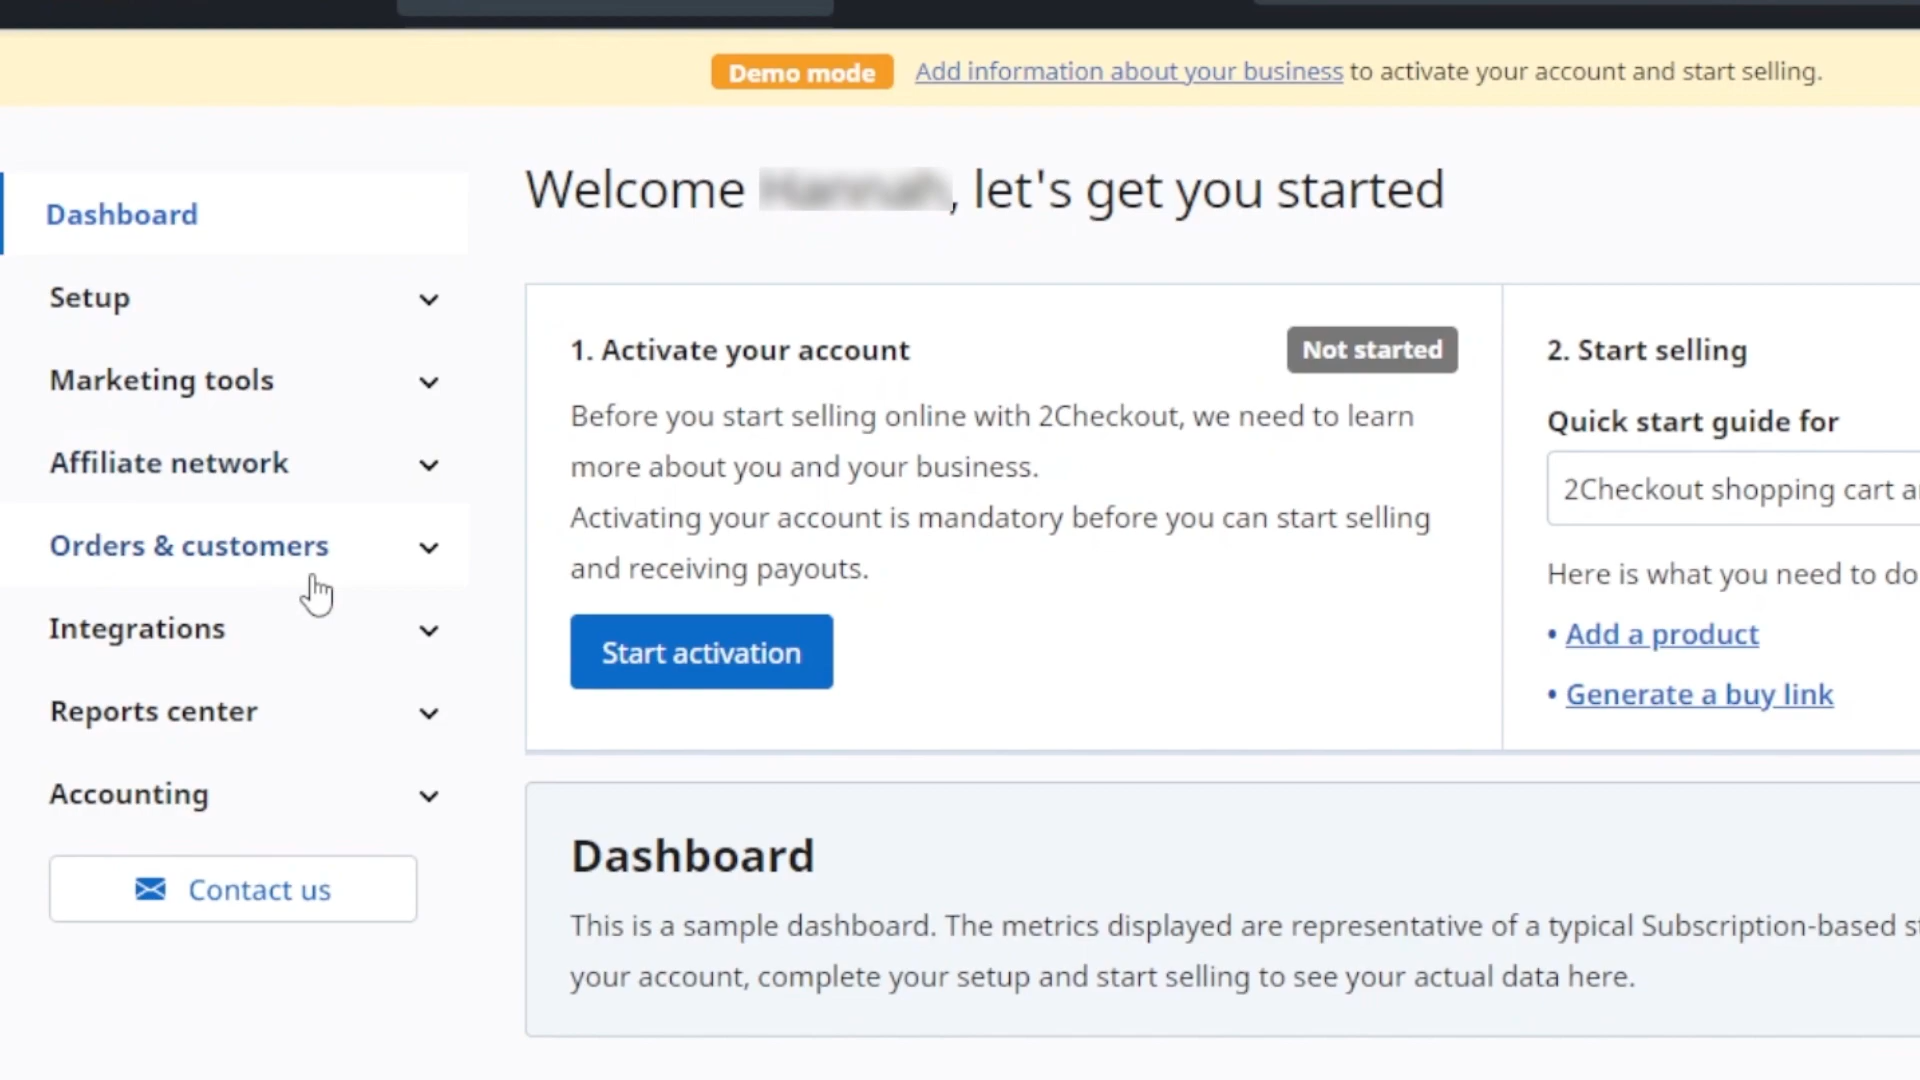 Demo mode Add information about your business to activate your account and start selling.
Dashboard
Setup
Marketing tools
Affiliate network
Orders & customers
Integrations
Reports center
Accounting
Contact us
Welcome , let's get you started
1. Activate your account
Not started
Before you start selling online with 2Checkout, we need to learn
more about you and your business.
Activating your account is mandatory before you can start selling
and receiving payouts.
Start activation
2. Start selling
Quick start guide for
2Checkout shopping cart
Here is what you need to do
• Add a product
• Generate a buy link
Dashboard
This is a sample dashboard. The metrics displayed are representative of a typical Subscription-based
your account, complete your setup and start selling to see your actual data here.